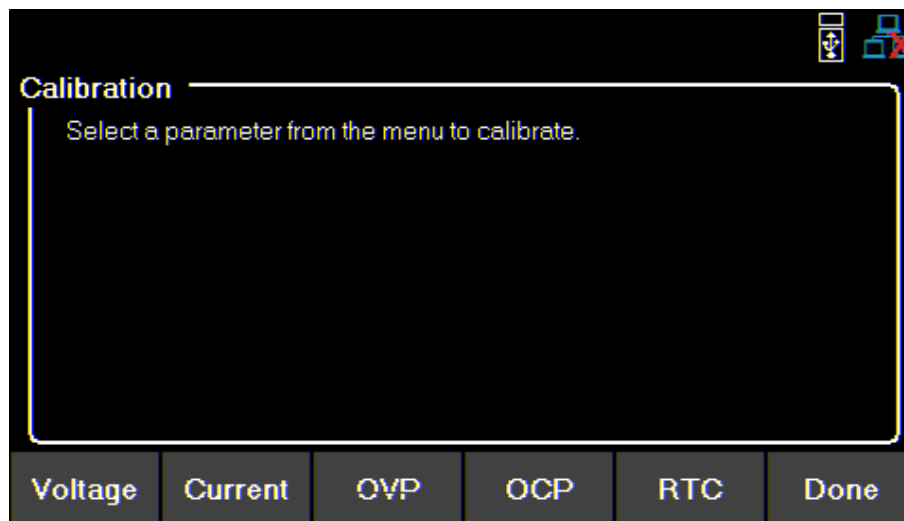 Calibration
Select a parameter from the menu to calibrate.
Voltage Current OVP OCP RTC Done